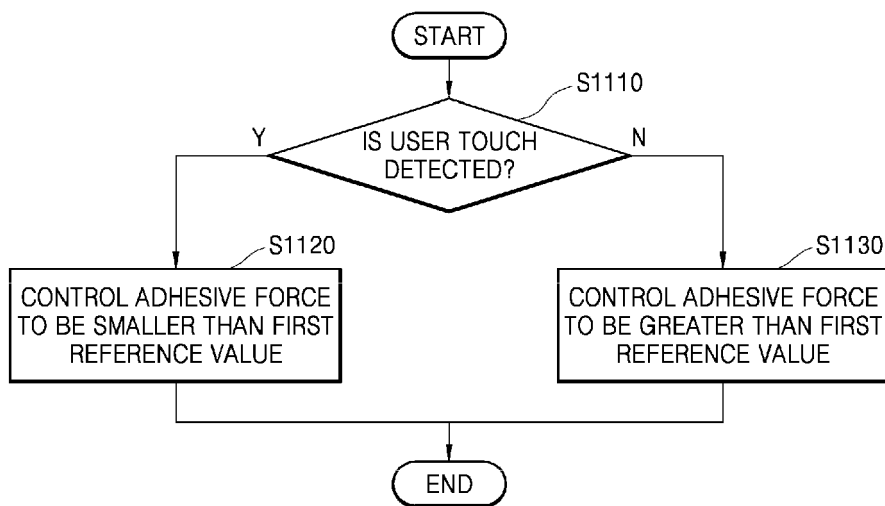 START
S1110
Y
IS USER TOUCH
DETECTED?
N
S1120
CONTROL ADHESIVE FORCE
TO BE SMALLER THAN FIRST
REFERENCE VALUE
S1130
CONTROL ADHESIVE FORCE
TO BE GREATER THAN FIRST
REFERENCE VALUE
END